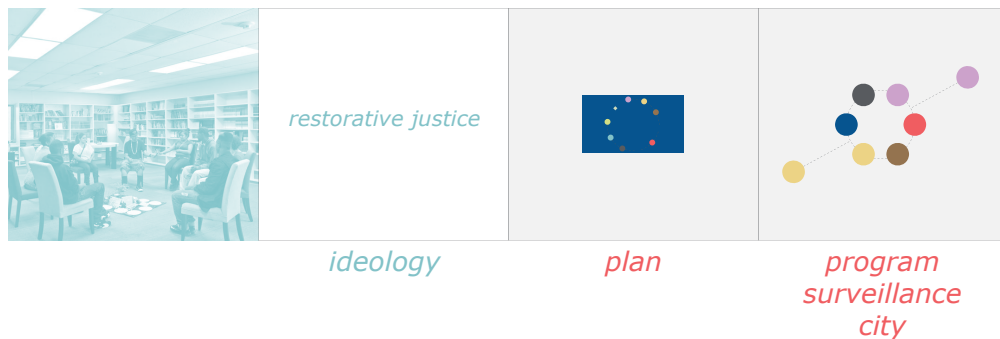 restorative justice
ideology
plan
program
surveillance
city